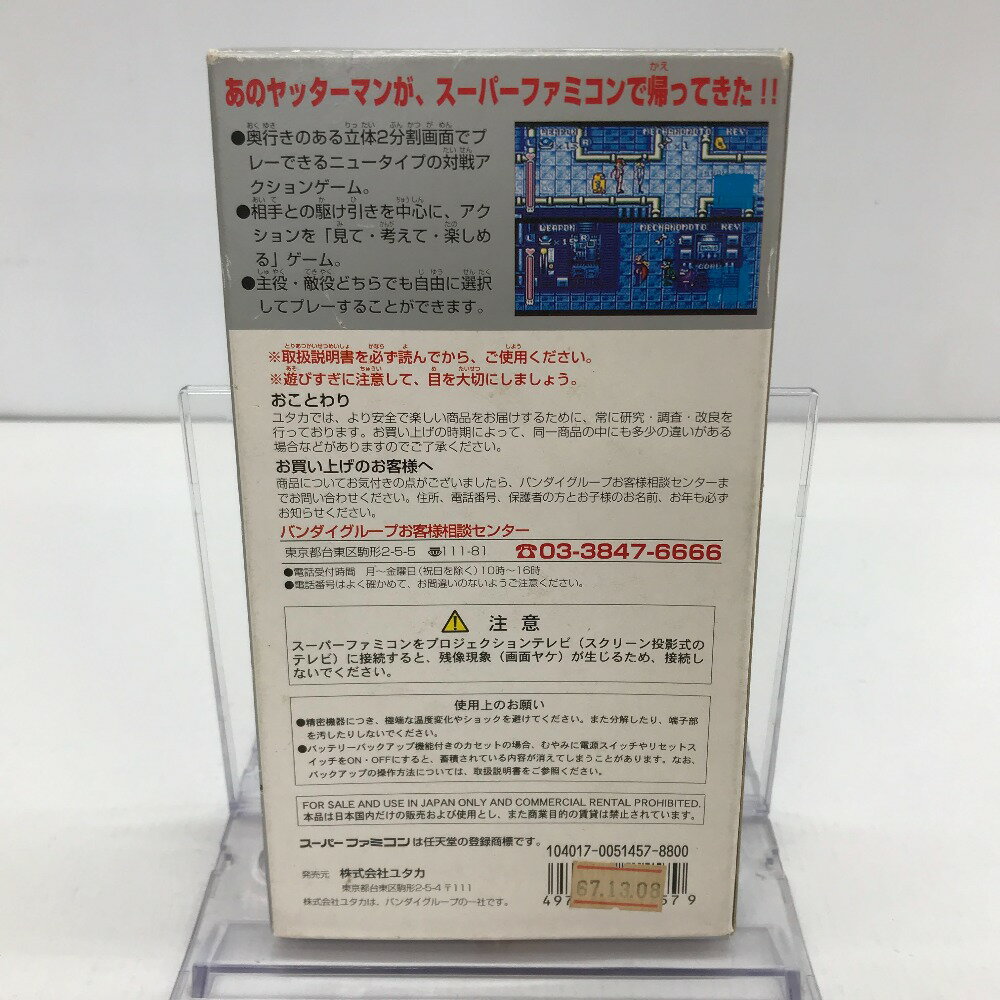 あのヤッターマンが、スーパーファミコンで帰ってきた!!
●奥行きのある立体2分割画面でプ
レーできるニュータイプの対戦ア
クションゲーム。
●相手との駆け引きを中心に、アク
ションを「見て・考えて・楽しめ
る」ゲーム。
●主役・敵役どちらでも自由に選択
してプレーすることができます。
WEAPON MECHANOMOTO KEY
WEAPON MECHANOMOTO KEY
※取扱説明書を必ず読んでから、ご使用ください。
※遊びすぎに注意して、目を大切にしましょう。
おことわり
ユタカでは、より安全で楽しい商品をお届けするために、常に研究・調査・改良を
行っております。お買い上げの時期によって、同一商品の中にも多少の違いがある
場合などがありますのでご了承ください。
お買い上げのお客様へ
商品についてお気付きの点がございましたら、バンダイグループお客様相談センターま
でお問い合わせください。住所、電話番号、保護者の方とお子様のお名前、お年も必ず
お知らせください。
バンダイグループお客様相談センター
東京都台東区駒形2-5-5 〠111-81 ☎03-3847-6666
●電話受付時間 月〜金曜日(祝日を除く)10時〜16時
●電話番号はよく確かめて、お間違いのないようご注意ください。
⚠ 注意
スーパーファミコンをプロジェクションテレビ(スクリーン投影式の
テレビ)に接続すると、残像現象(画面ヤケ)が生じるため、接続し
ないでください。
使用上のお願い
●精密機器につき、極端な温度変化やショックを避けてください。また分解したり、端子部
を汚したりしないでください。
●バッテリーバックアップ機能付きのカセットの場合、むやみに電源スイッチやリセットス
イッチをON・OFFにすると、蓄積されている内容が消えてしまうことがあります。なお、
バックアップの操作方法については、取扱説明書をご参照ください。
FOR SALE AND USE IN JAPAN ONLY AND COMMERCIAL RENTAL PROHIBITED.
本品は日本国内だけの販売および使用とし、また商業目的の賃貸は禁止されています。
スーパーファミコンは任天堂の登録商標です。
104017-0051457-8800
発売元 株式会社ユタカ
東京都台東区駒形2-5-4 〒111
株式会社ユタカは、バンダイグループの一社です。
67.13.08